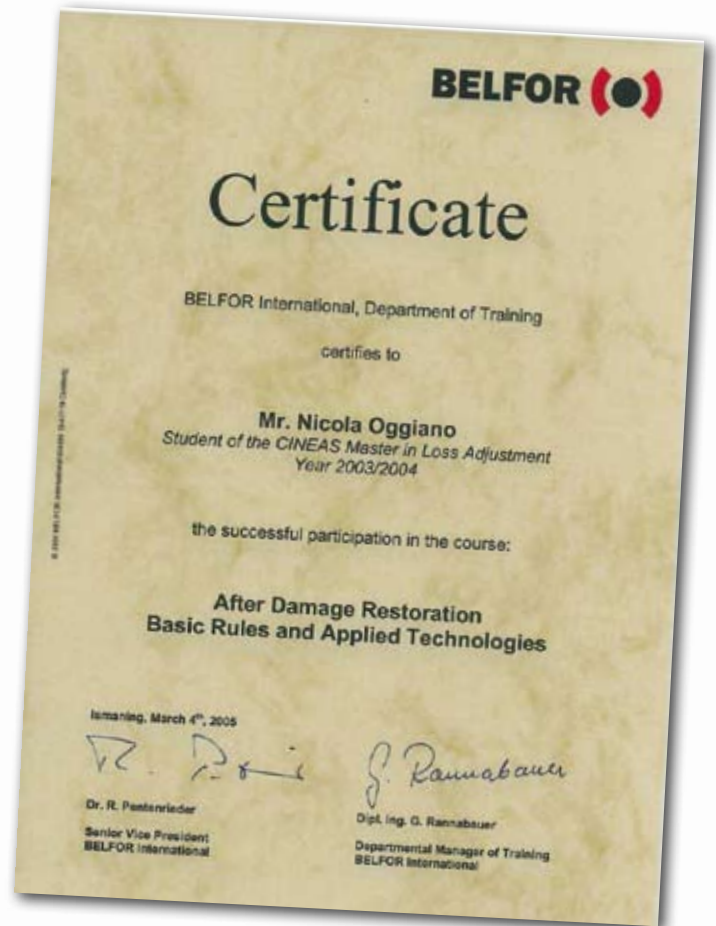 BELFOR
Certificate
BELFOR International, Department of Training
certifies to
Mr. Nicola Oggiano
Student of the CINEAS Master in Loss Adjustment
Year 2003/2004
the successful participation in the course:
After Damage Restoration
Basic Rules and Applied Technologies
Ismaning, March 4th, 2005
G. Rannabauer
Dr. R. Pentenrieder
Senior Vice President
BELFOR International
Dipl. Ing. G. Rannabauer
Departmental Manager of Training
BELFOR International